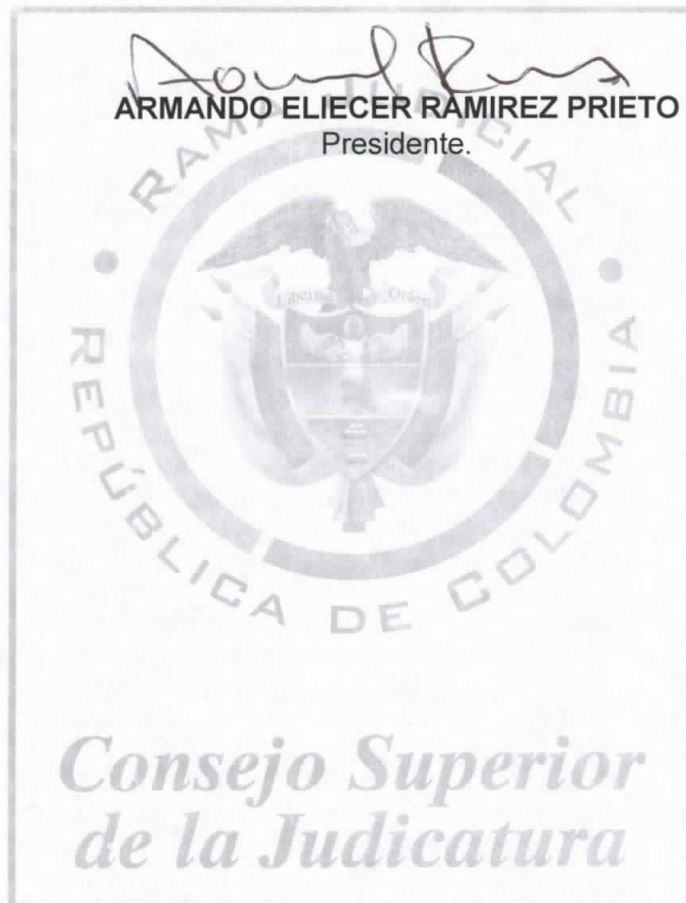 ARMANDO ELIECER RAMIREZ PRIETO
Presidente.
RAMA JUDICIAL
REPÚBLICA DE COLOMBIA
Libertad Orden
Consejo Superior
de la Judicatura